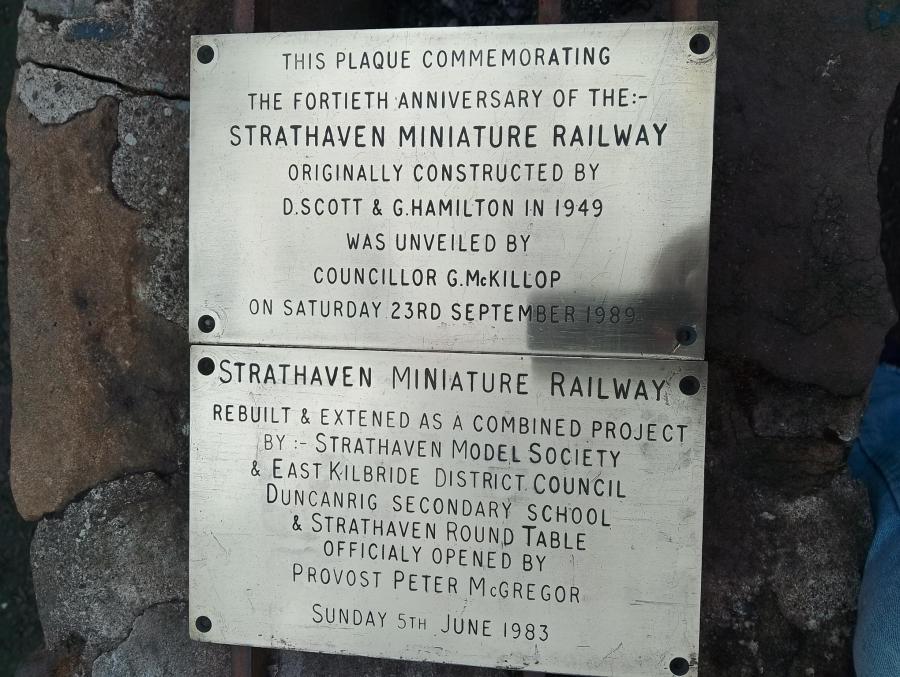 THIS PLAQUE COMMEMORATING
THE FORTIETH ANNIVERSARY OF THE:-
STRATHAVEN MINIATURE RAILWAY
ORIGINALLY CONSTRUCTED BY
D.SCOTT & G.HAMILTON IN 1949
WAS UNVEILED BY
COUNCILLOR G.McKILLOP
ON SATURDAY 23RD SEPTEMBER 1989
STRATHAVEN MINIATURE RAILWAY
REBUILT & EXTENED AS A COMBINED PROJECT
BY :- STRATHAVEN MODEL SOCIETY
& EAST KILBRIDE DISTRICT COUNCIL
DUNCANRIG SECONDARY SCHOOL
& STRATHAVEN ROUND TABLE
OFFICIALY OPENED BY
PROVOST PETER McGREGOR
SUNDAY 5TH JUNE 1983